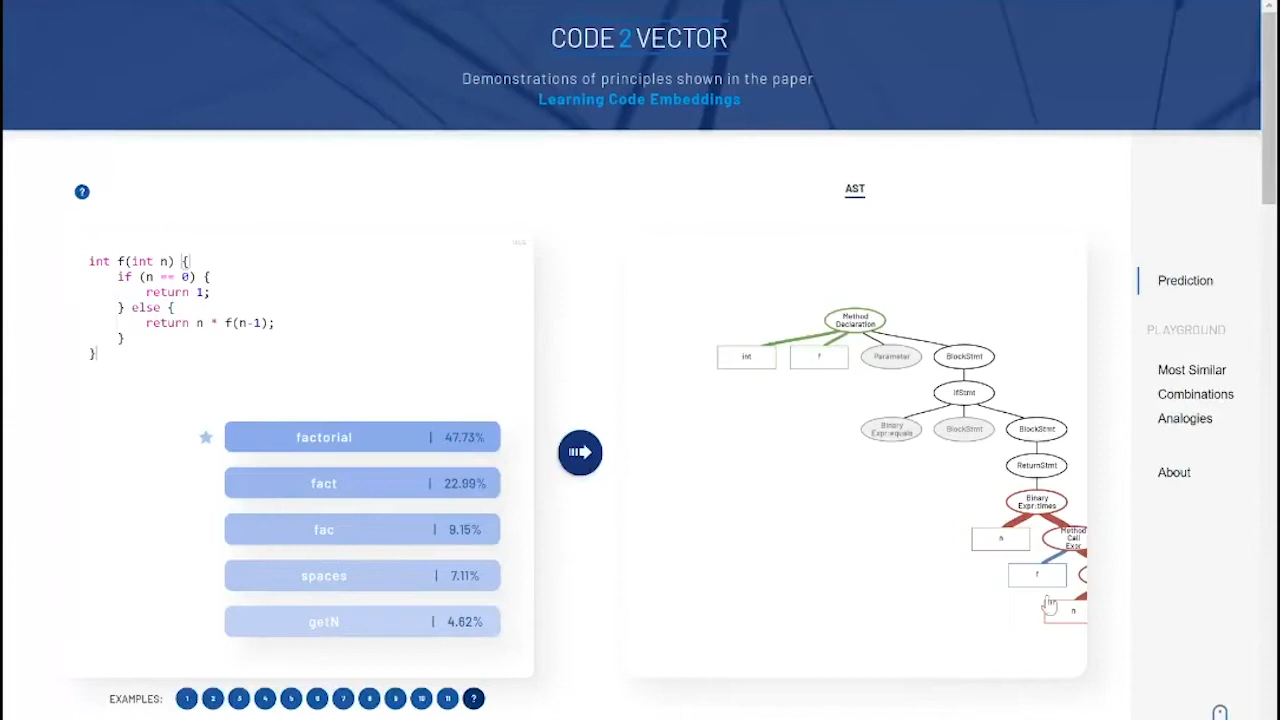 CODE 2 VECTOR
Demonstrations of principles shown in the paper
Learning Code Embeddings
?
AST
int f(int n) {
if (n == 0) {
return 1;
} else {
return n * f(n-1);
}
}
factorial | 47.73%
fact | 22.99%
fac | 9.15%
spaces | 7.11%
getN | 4.62%
EXAMPLES: 1 2 3 4 5 6 7 8 9 10 11 ?
Method
Declaration
int
f
Parameter
BlockStmt
IfStmt
Binary
Expr:equals
BlockStmt
BlockStmt
ReturnStmt
Binary
Expr:times
n
Method
Call
Expr
f
n
Prediction
PLAYGROUND
Most Similar
Combinations
Analogies
About